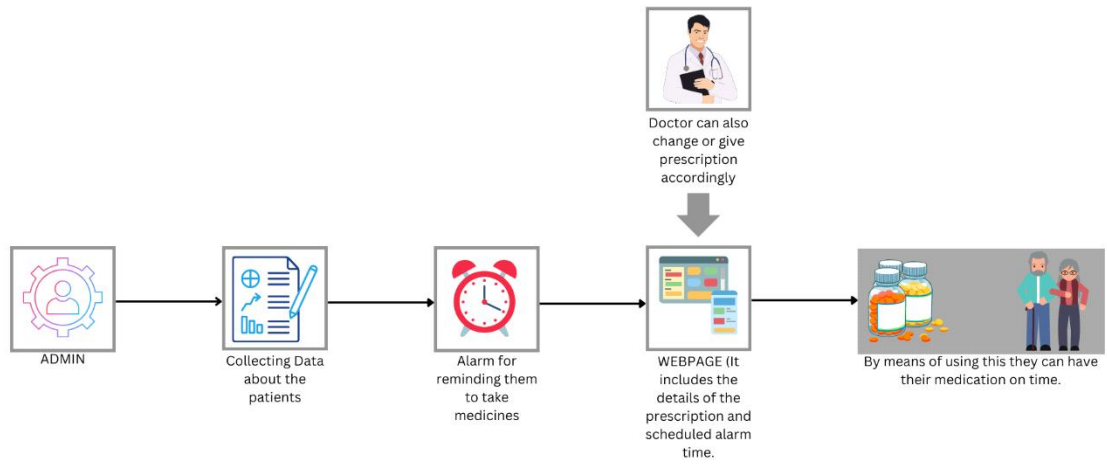 Doctor can also
change or give
prescription
accordingly
ADMIN
Collecting Data
about the
patients
Alarm for
reminding them
to take
medicines
WEBPAGE (It
includes the
details of the
prescription and
scheduled alarm
time.
By means of using this they can have
their medication on time.